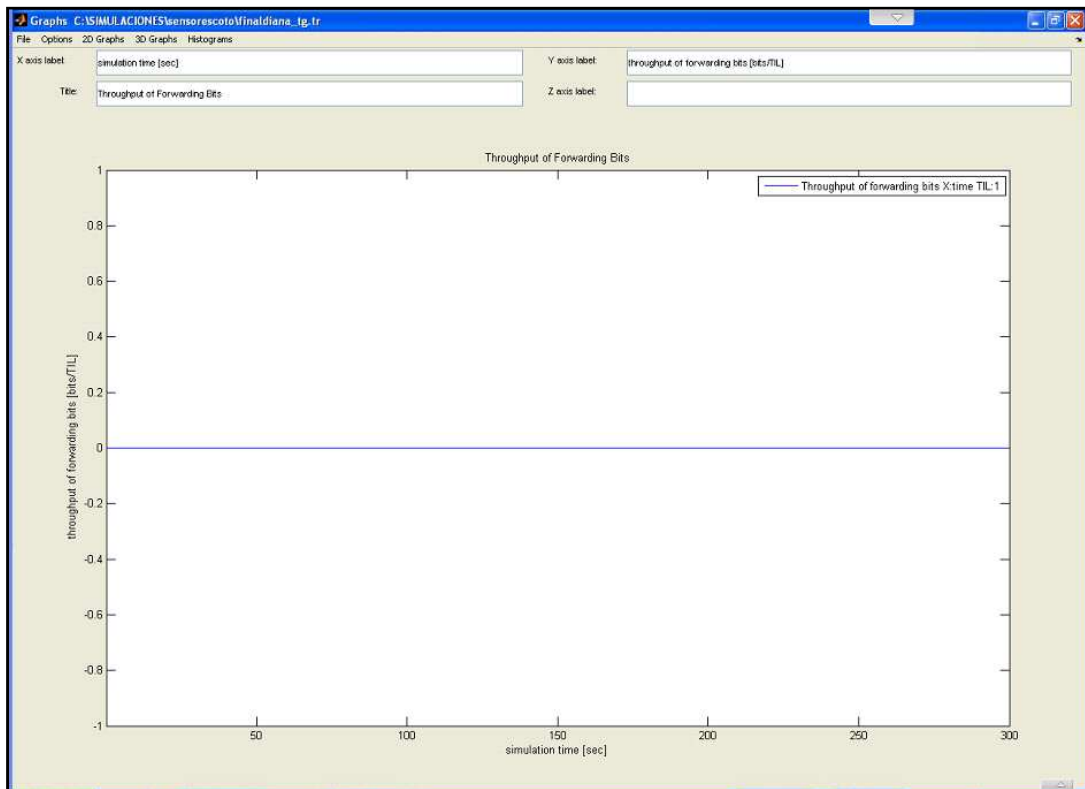 Graphs C:\SIMULACIONES\sensorescoto\finaldiana_tg.tr
File Options 2D Graphs 3D Graphs Histograms
X axis label: simulation time [sec] Y axis label: throughput of forwarding bits [bits/TIL]
Title: Throughput of Forwarding Bits Z axis label:
Throughput of Forwarding Bits
Throughput of forwarding bits X:time TIL:1
throughput of forwarding bits [bits/TIL]
1
0.8
0.6
0.4
0.2
0
-0.2
-0.4
-0.6
-0.8
-1
50 100 150 200 250 300
simulation time [sec]